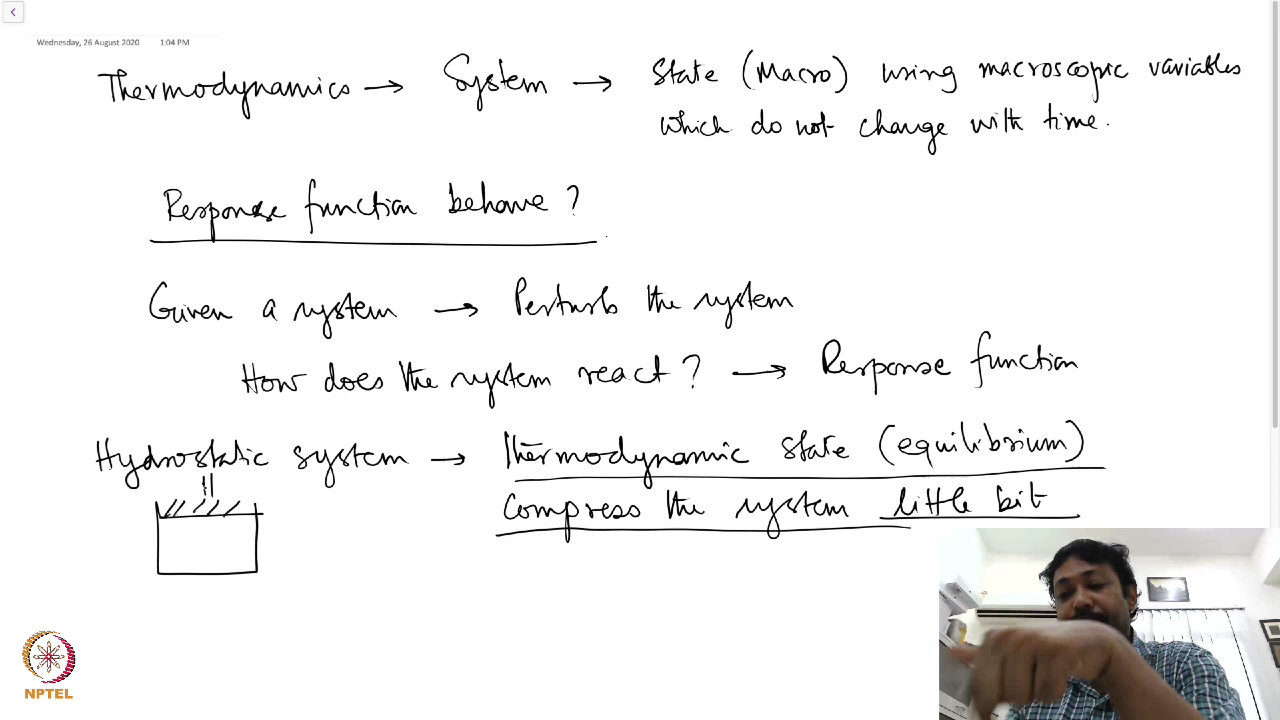 Wednesday, 26 August 2020 1:04 PM
Thermodynamics → System → State (Macro) using macroscopic variables
which do not change with time.
Response function behave?
Given a system → Perturb the system
How does the system react? → Response function
Hydrostatic system → Thermodynamic state (equilibrium)
Compress the system little bit
NPTEL